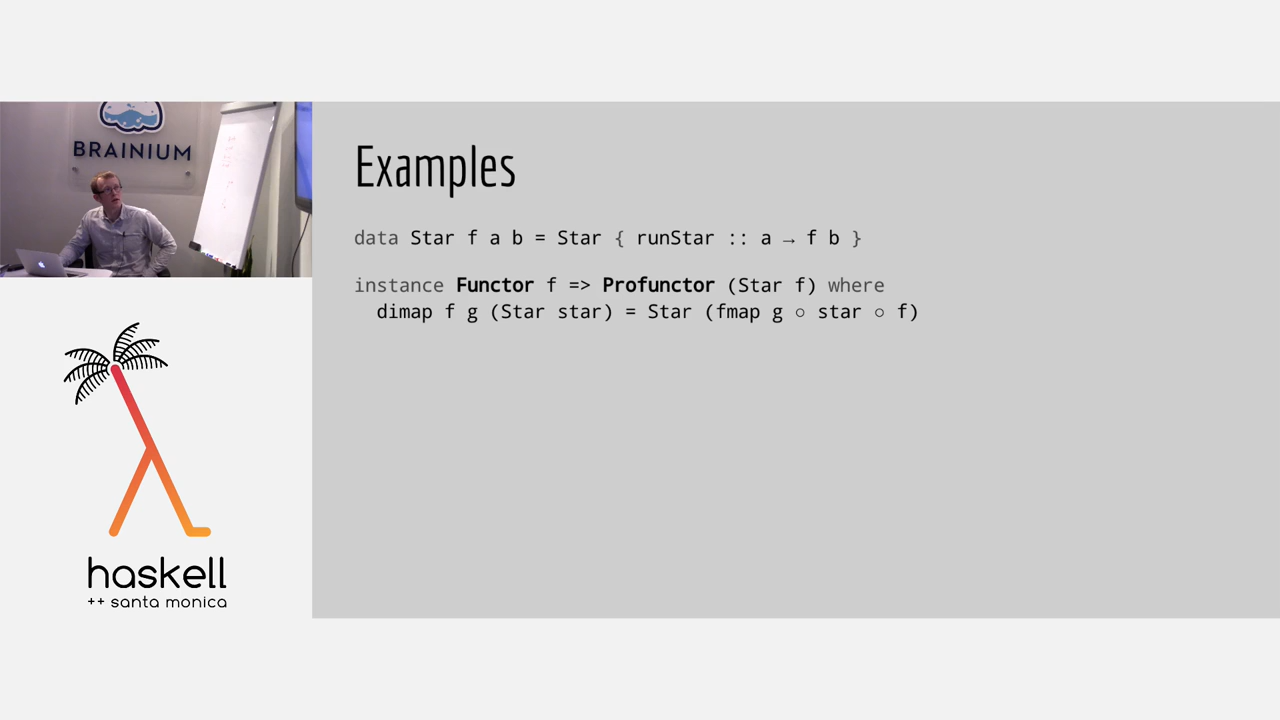 BRAINIUM
Examples
data Star f a b = Star { runStar :: a → f b }
instance Functor f => Profunctor (Star f) where
dimap f g (Star star) = Star (fmap g ○ star ○ f)
haskell
++ santa monica